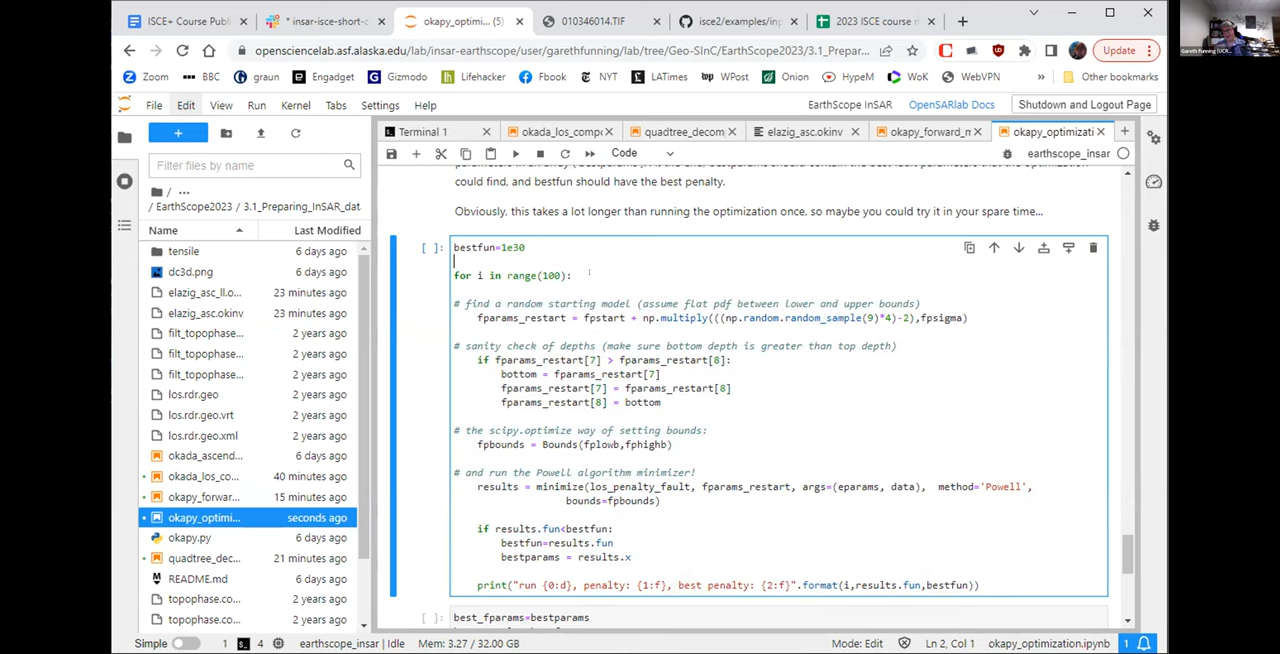 ISCE+ Course Publ
* insar-isce-short-c
okapy_optimi... (5)
010346014.TIF
isce2/examples/inp
2023 ISCE course m
opensciencelab.asf.alaska.edu/lab/insar-earthscope/user/garethfunning/lab/tree/Geo-SInC/EarthScope2023/3.1_Prepar...
Update
Zoom
BBC
graun
Engadget
Gizmodo
Lifehacker
Fbook
NYT
LATimes
WPost
Onion
HypeM
WoK
WebVPN
»
Other bookmarks
File Edit View Run Kernel Tabs Settings Help
EarthScope InSAR
OpenSARlab Docs
Shutdown and Logout Page
Filter files by name
/ ...
/ EarthScope2023 / 3.1_Preparing_InSAR_data
Name
Last Modified
tensile 6 days ago
dc3d.png 6 days ago
elazig_asc_ll.o... 23 minutes ago
elazig_asc.okinv 23 minutes ago
filt_topophase... 2 years ago
filt_topophase... 2 years ago
filt_topophase... 2 years ago
los.rdr.geo 2 years ago
los.rdr.geo.vrt 2 years ago
los.rdr.geo.xml 2 years ago
okada_ascend... 6 days ago
okada_los_co... 40 minutes ago
okapy_forwar... 15 minutes ago
okapy_optimi... seconds ago
okapy.py 6 days ago
quadtree_dec... 21 minutes ago
README.md 6 days ago
topophase.co... 2 years ago
topophase.co... 2 years ago
Terminal 1
okada_los_compo
quadtree_decom
elazig_asc.okinv
okapy_forward_m
okapy_optimizati
Code
earthscope_insar
could find, and bestfun should have the best penalty.
Obviously, this takes a lot longer than running the optimization once, so maybe you could try it in your spare time...
[ ]:
bestfun=1e30
for i in range(100):
# find a random starting model (assume flat pdf between lower and upper bounds)
fparams_restart = fpstart + np.multiply(((np.random.random_sample(9)*4)-2),fpsigma)
# sanity check of depths (make sure bottom depth is greater than top depth)
if fparams_restart[7] > fparams_restart[8]:
bottom = fparams_restart[7]
fparams_restart[7] = fparams_restart[8]
fparams_restart[8] = bottom
# the scipy.optimize way of setting bounds:
fpbounds = Bounds(fplowb,fphighb)
# and run the Powell algorithm minimizer!
results = minimize(los_penalty_fault, fparams_restart, args=(eparams, data), method='Powell',
bounds=fpbounds)
if results.fun<bestfun:
bestfun=results.fun
bestparams = results.x
print("run {0:d}, penalty: {1:f}, best penalty: {2:f}".format(i,results.fun,bestfun))
[ ]:
best_fparams=bestparams
Simple
1
4
earthscope_insar | Idle
Mem: 3.27 / 32.00 GB
Mode: Edit
Ln 2, Col 1
okapy_optimization.ipynb
1
Gareth Funning (UCR...